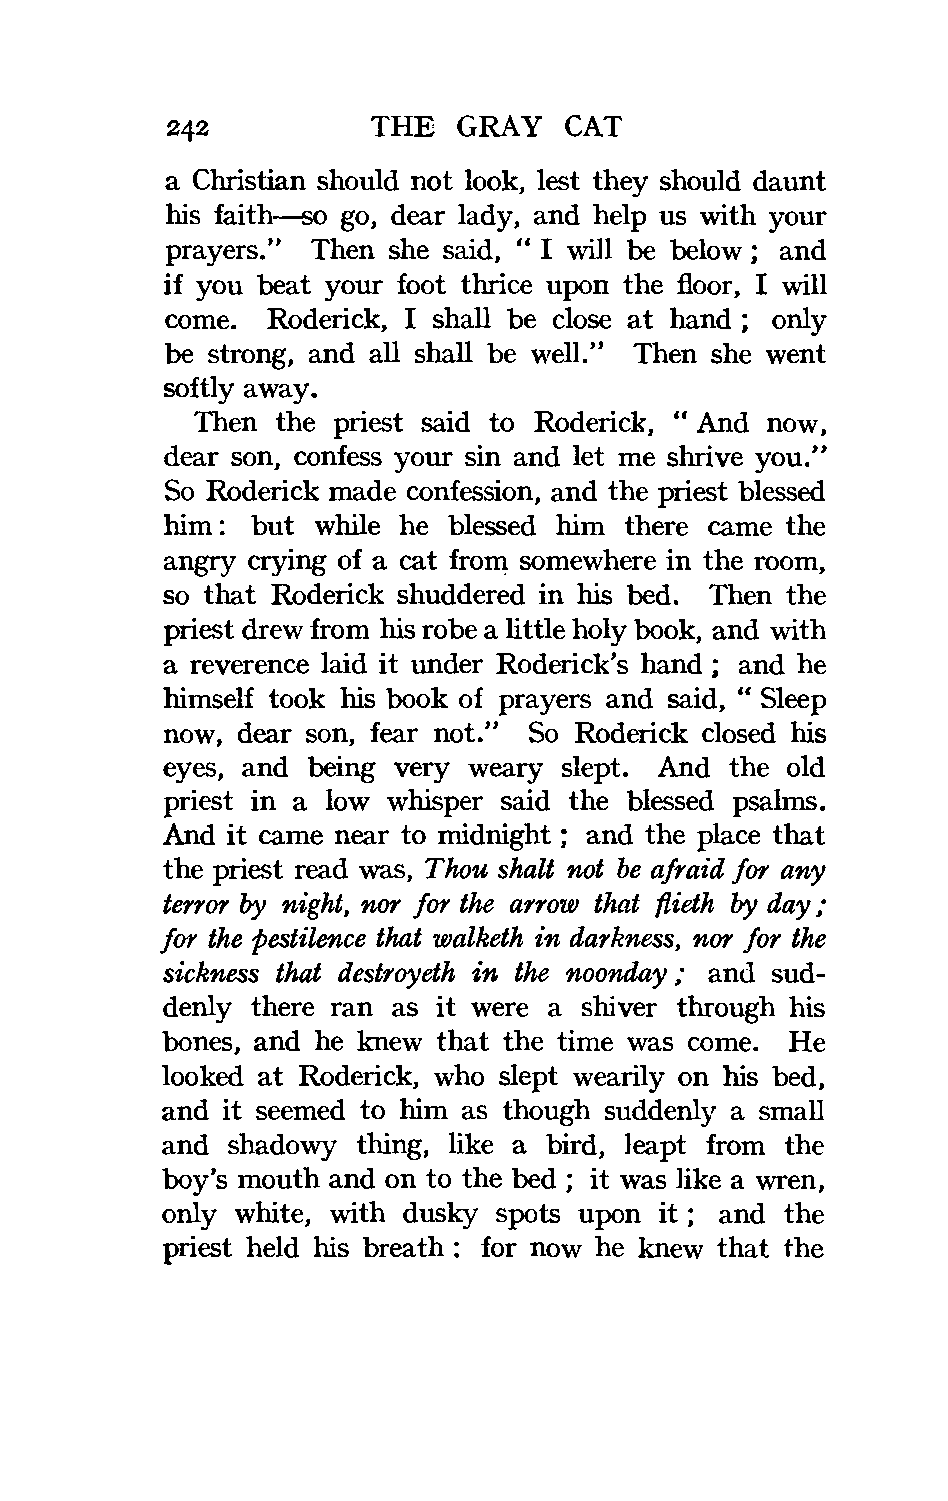 242 THE GRAY CAT
a Christian should not look, lest they should daunt
his faith—so go, dear lady, and help us with your
prayers.” Then she said, “ I will be below ; and
if you beat your foot thrice upon the floor, I will
come. Roderick, I shall be close at hand ; only
be strong, and all shall be well.” Then she went
softly away.
Then the priest said to Roderick, “ And now,
dear son, confess your sin and let me shrive you.”
So Roderick made confession, and the priest blessed
him : but while he blessed him there came the
angry crying of a cat from somewhere in the room,
so that Roderick shuddered in his bed. Then the
priest drew from his robe a little holy book, and with
a reverence laid it under Roderick’s hand ; and he
himself took his book of prayers and said, “ Sleep
now, dear son, fear not.” So Roderick closed his
eyes, and being very weary slept. And the old
priest in a low whisper said the blessed psalms.
And it came near to midnight ; and the place that
the priest read was, Thou shalt not be afraid for any
terror by night, nor for the arrow that flieth by day ;
for the pestilence that walketh in darkness, nor for the
sickness that destroyeth in the noonday ; and sud-
denly there ran as it were a shiver through his
bones, and he knew that the time was come. He
looked at Roderick, who slept wearily on his bed,
and it seemed to him as though suddenly a small
and shadowy thing, like a bird, leapt from the
boy’s mouth and on to the bed ; it was like a wren,
only white, with dusky spots upon it ; and the
priest held his breath : for now he knew that the